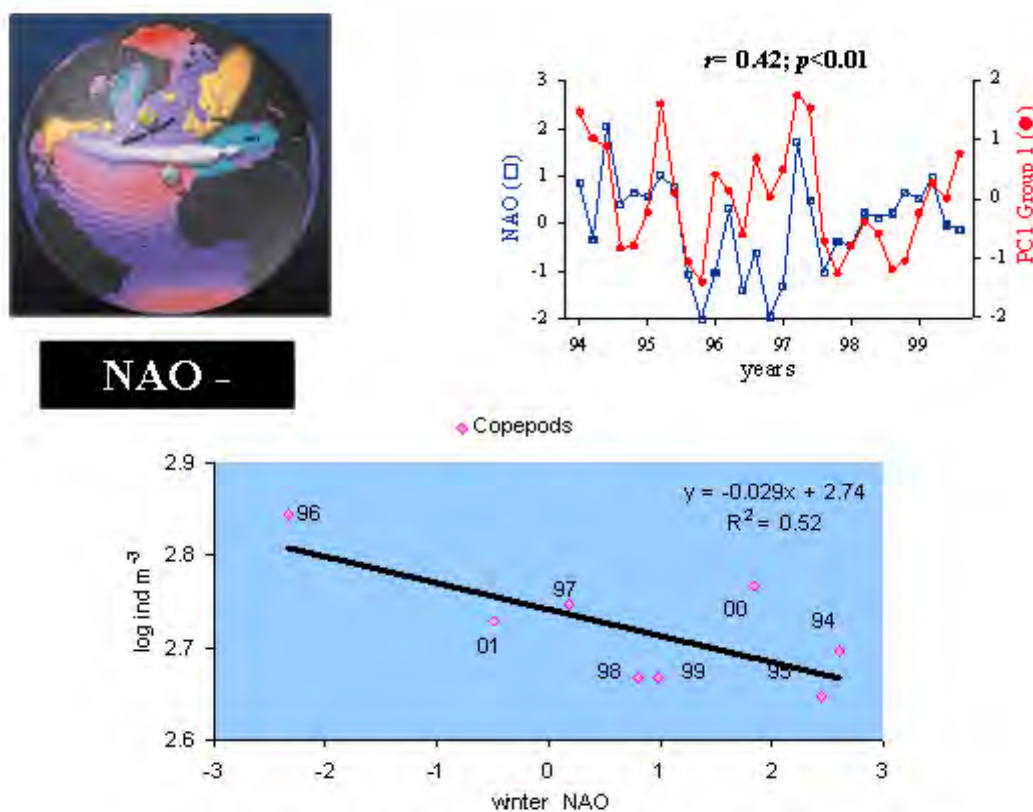 r= 0.42; p<0.01
3
2
1
0
-1
-2
NAO (□)
2
1
0
-1
-2
PC1 Group 1 (●)
94 95 96 97 98 99
years
NAO -
Copepods
2.9
2.8
2.7
2.6
log ind m-3
y = -0.029x + 2.74
R² = 0.52
96
97
01
00
94
98
99
-3 -2 -1 0 1 2 3
winter NAO